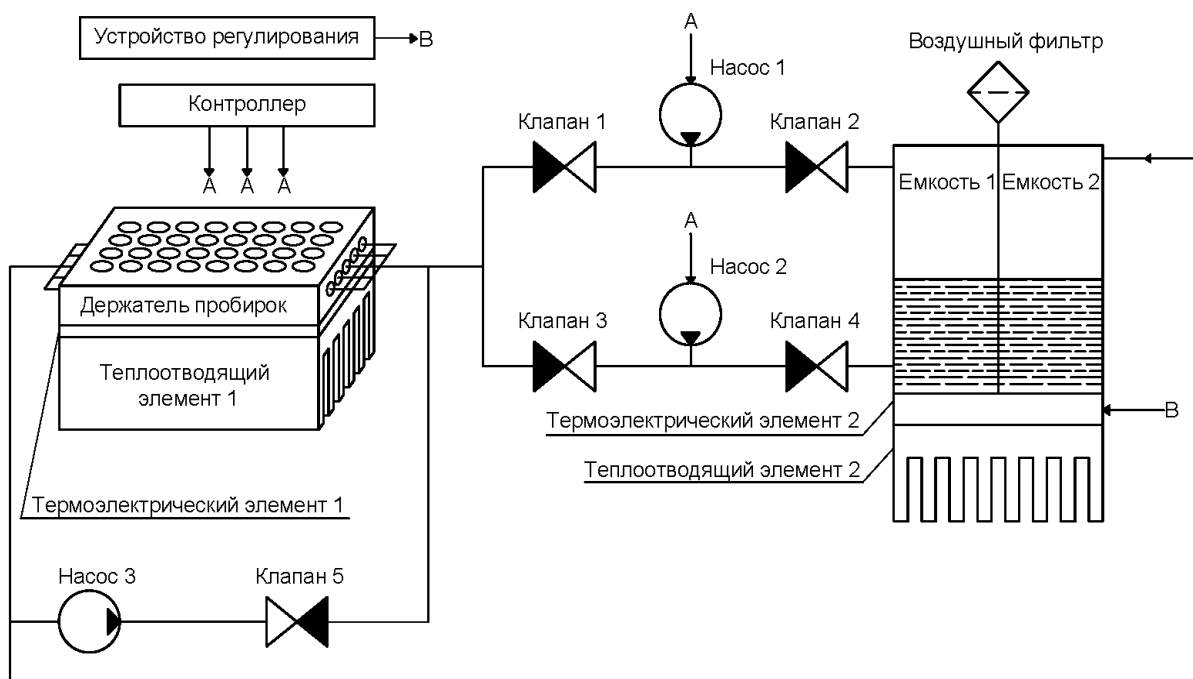 Устройство регулирования
В
Контроллер
А
А
А
А
Насос 1
Клапан 1
Клапан 2
Воздушный фильтр
Емкость 1
Емкость 2
Держатель пробирок
Теплоотводящий
элемент 1
А
Насос 2
Клапан 3
Клапан 4
Термоэлектрический элемент 2
В
Теплоотводящий элемент 2
Термоэлектрический элемент 1
Насос 3
Клапан 5